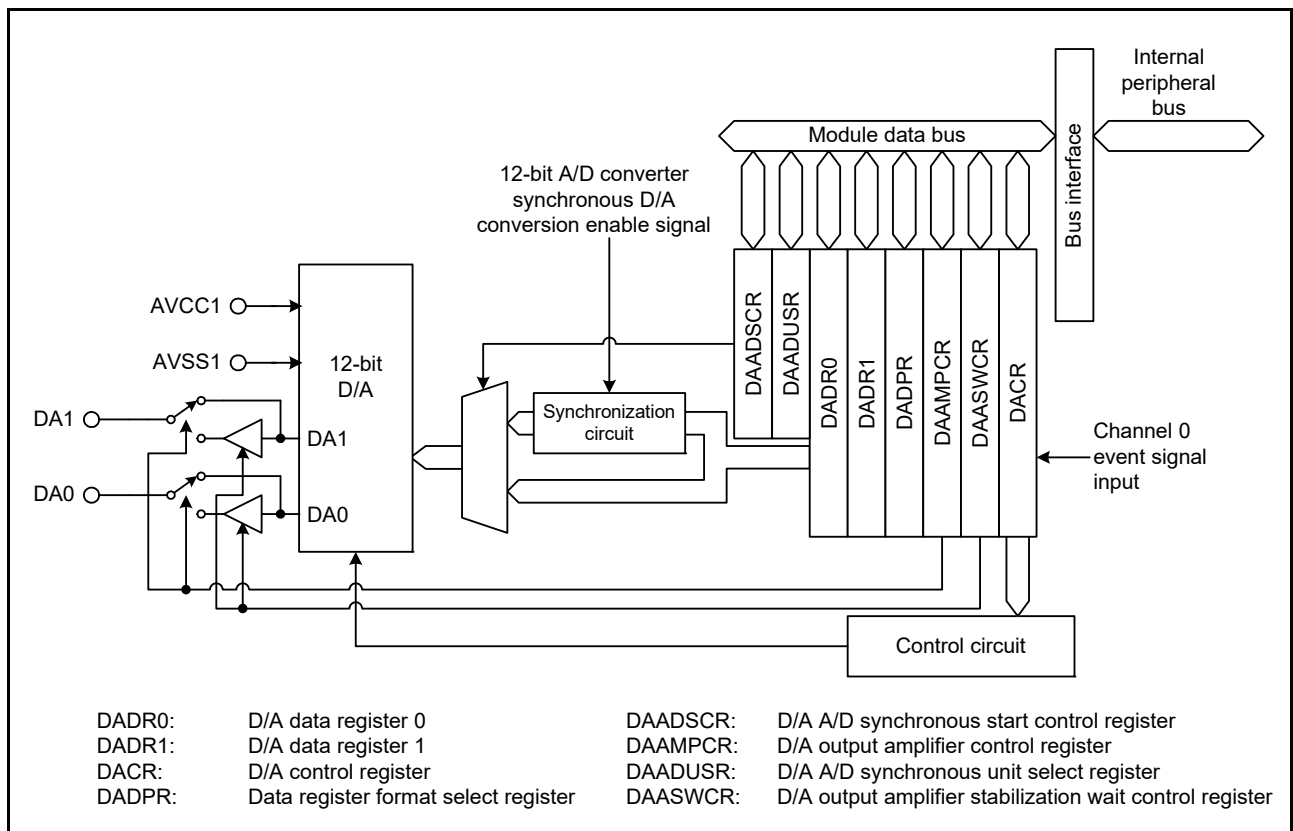 Internal
peripheral
bus
Module data bus
Bus interface
12-bit A/D converter
synchronous D/A
conversion enable signal
DAADSCR
DAADUSR
DADR0
DADR1
DADPR
DAAMPCR
DAASWCR
DACR
AVCC1
AVSS1
12-bit
D/A
Synchronization
circuit
DA1
DA1
DA0
DA0
Channel 0
event signal
input
Control circuit
DADR0: D/A data register 0
DADR1: D/A data register 1
DACR: D/A control register
DADPR: Data register format select register
DAADSCR: D/A A/D synchronous start control register
DAAMPCR: D/A output amplifier control register
DAADUSR: D/A A/D synchronous unit select register
DAASWCR: D/A output amplifier stabilization wait control register